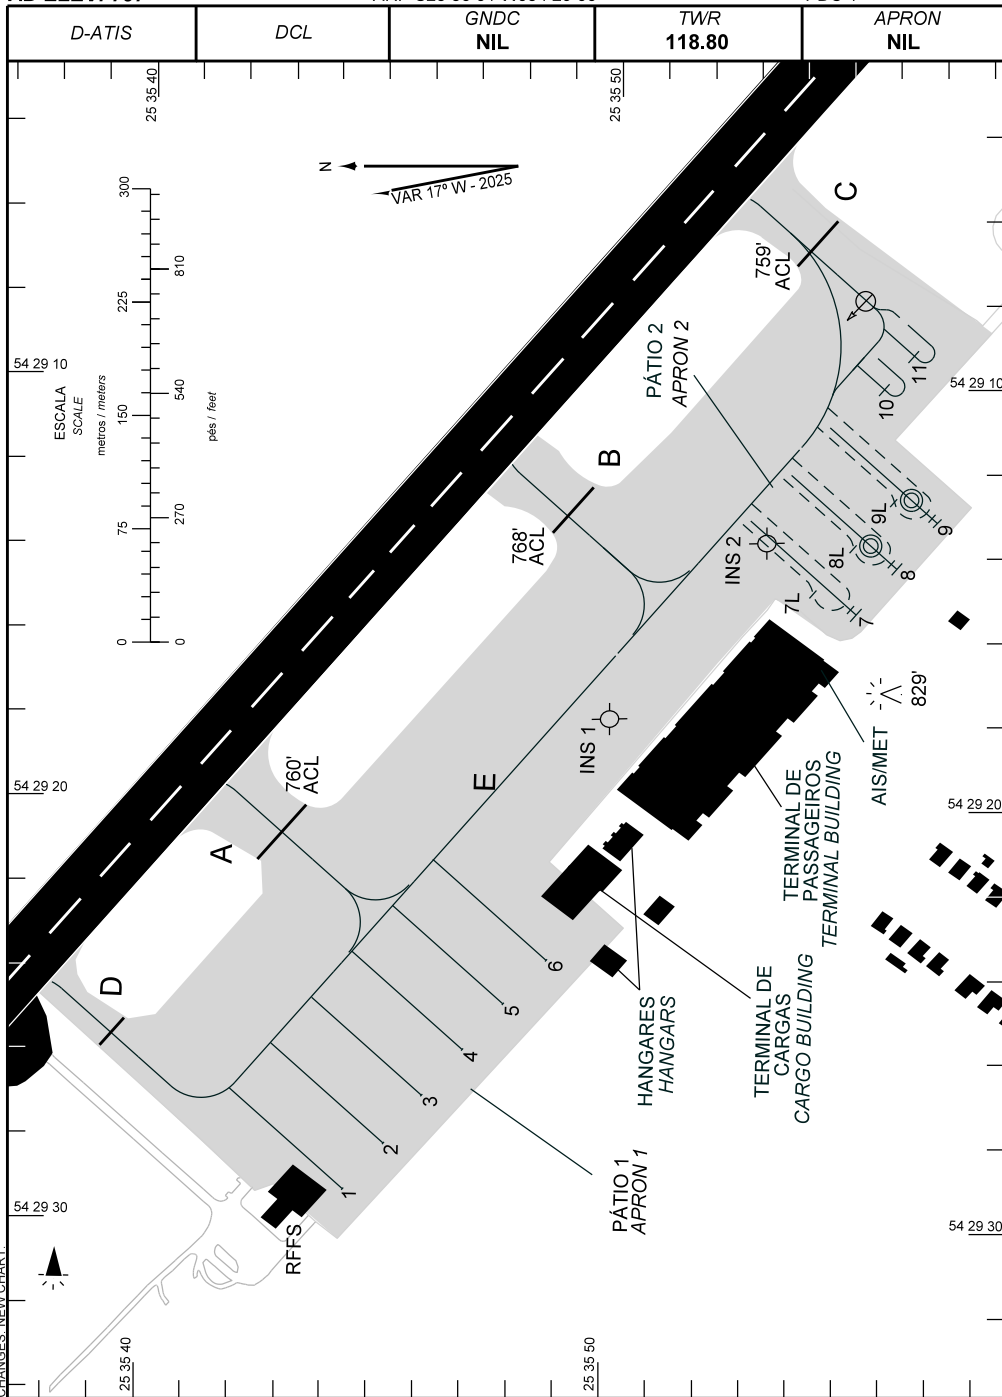 D-ATIS
DCL
GNDC
NIL
TWR
118.80
APRON
NIL
25 35 40
25 35 50
N
VAR 17º W - 2025
300
225
150
75
0
810
540
270
0
ESCALA
SCALE
metros / meters
pés / feet
54 29 10
54 29 10
C
759'
ACL
PÁTIO 2
APRON 2
11
10
B
768'
ACL
INS 2
9L
9
8L
8
7L
7
829'
INS 1
E
760'
ACL
A
54 29 20
54 29 20
AIS/MET
TERMINAL DE
PASSAGEIROS
TERMINAL BUILDING
D
6
5
4
3
2
1
HANGARES
HANGARS
TERMINAL DE
CARGAS
CARGO BUILDING
PÁTIO 1
APRON 1
RFFS
54 29 30
54 29 30
CHANGES: NEW CHART.
25 35 40
25 35 50